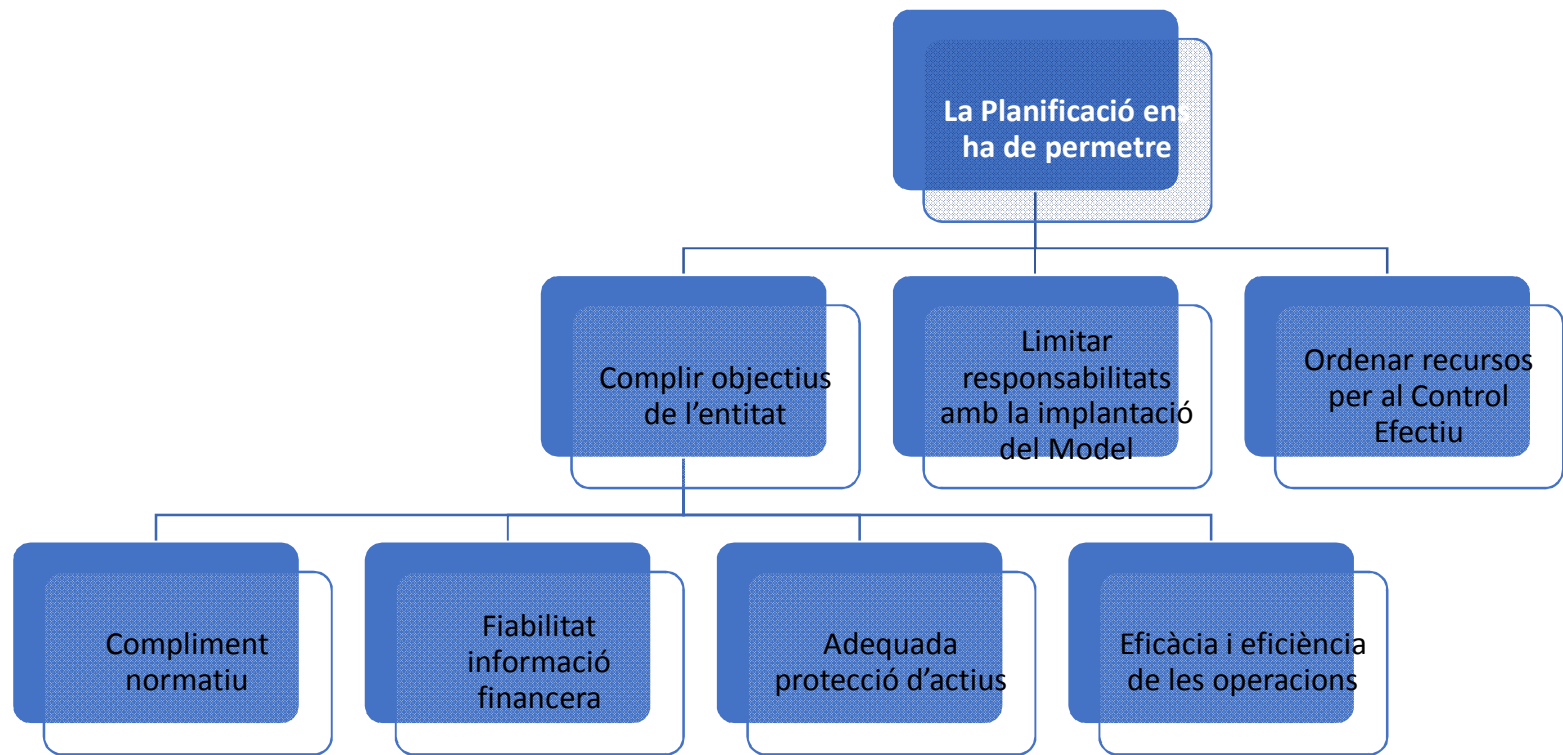 La Planificació ens
ha de permetre
Complir objectius
de l’entitat
Limitar
responsabilitats
amb la implantació
del Model
Ordenar recursos
per al Control
Efectiu
Compliment
normatiu
Fiabilitat
informació
financera
Adequada
protecció d’actius
Eficàcia i eficiència
de les operacions